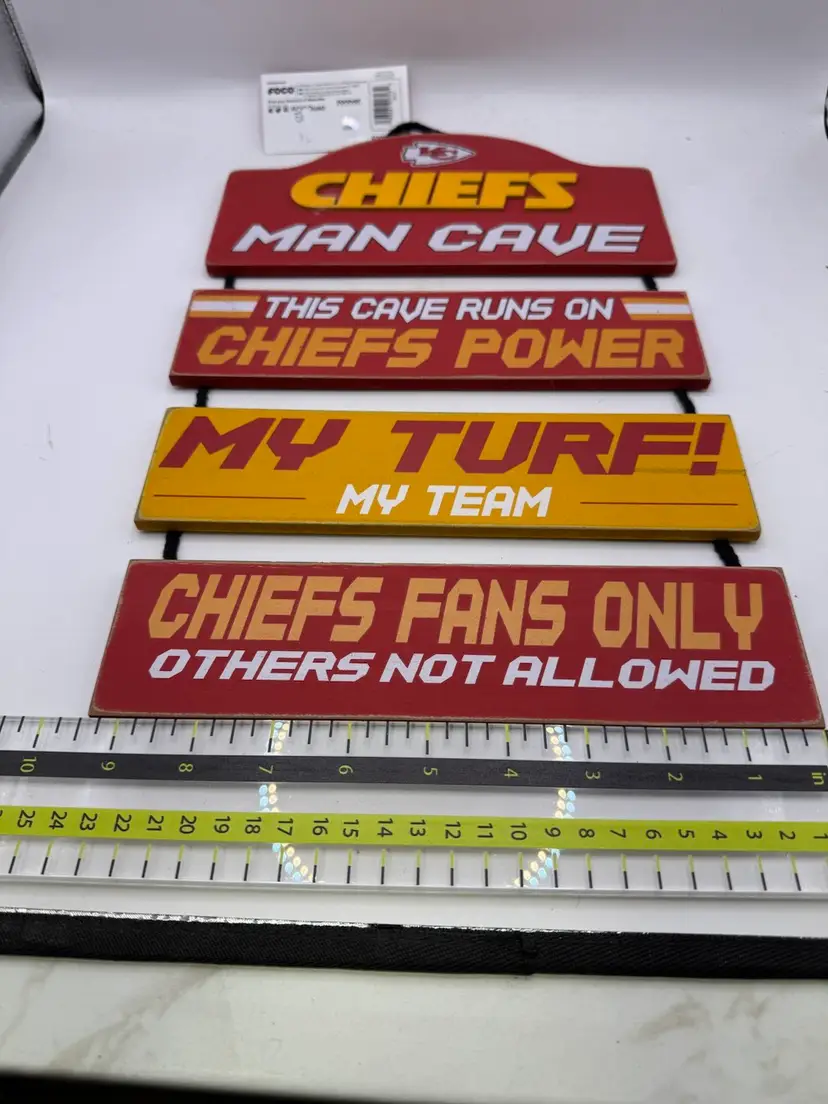 FOCO
KC
CHIEFS
MAN CAVE
THIS CAVE RUNS ON
CHIEFS POWER
MY TURF!
MY TEAM
CHIEFS FANS ONLY
OTHERS NOT ALLOWED
10 9 8 7 6 5 4 3 2 1 in
25 24 23 22 21 20 19 18 17 16 15 14 13 12 11 10 9 8 7 6 5 4 3 2 1